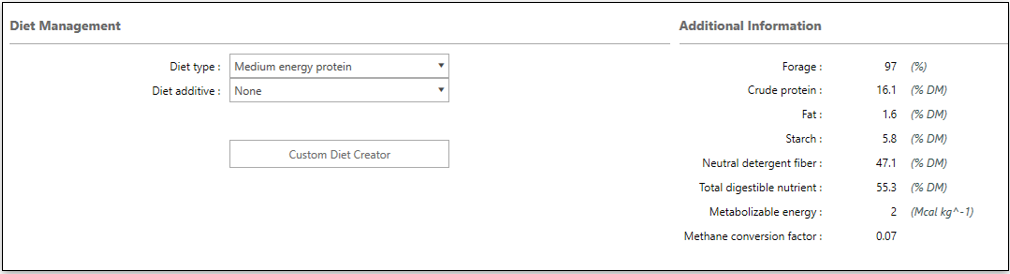 Diet Management
Diet type : Medium energy protein
Diet additive : None
Custom Diet Creator
Additional Information
Forage : 97 (%)
Crude protein : 16.1 (% DM)
Fat : 1.6 (% DM)
Starch : 5.8 (% DM)
Neutral detergent fiber : 47.1 (% DM)
Total digestible nutrient : 55.3 (% DM)
Metabolizable energy : 2 (Mcal kg^-1)
Methane conversion factor : 0.07